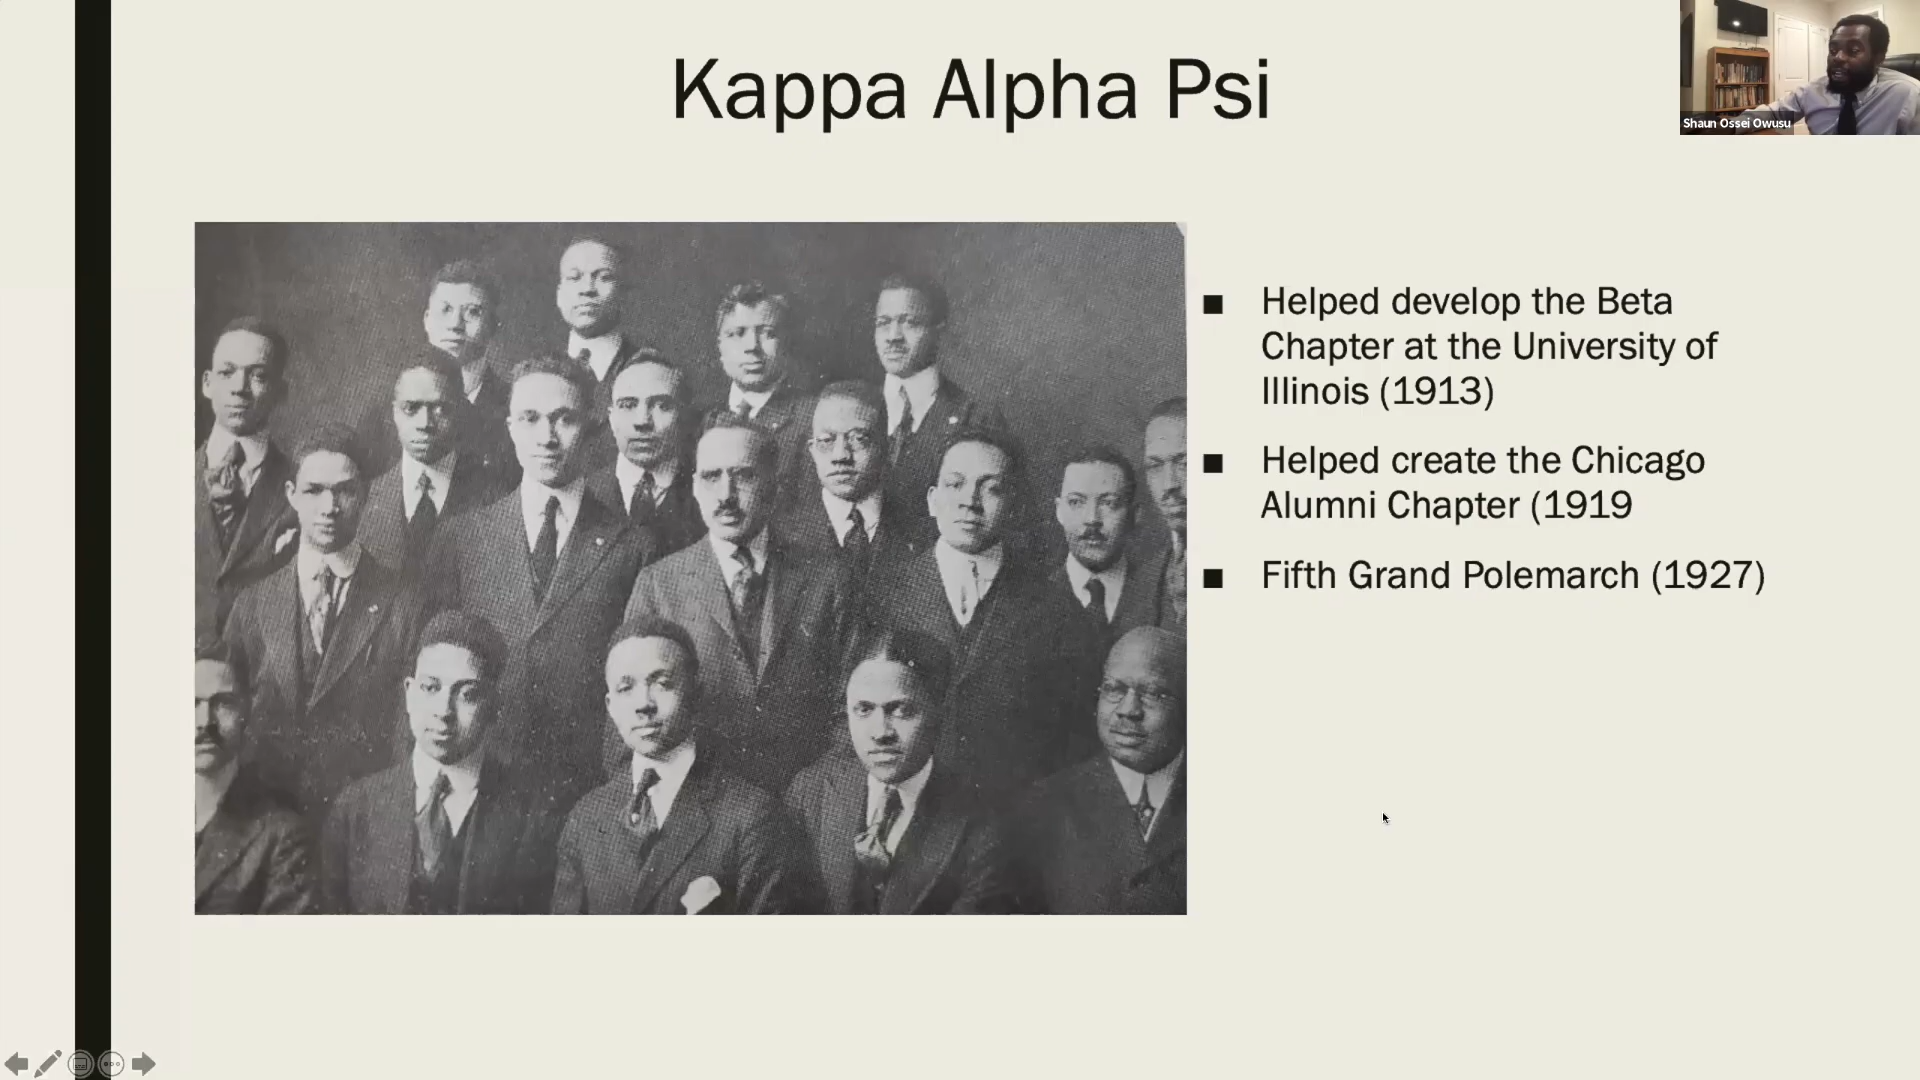 Kappa Alpha Psi
Shaun Ossei Owusu
■ Helped develop the Beta
Chapter at the University of
Illinois (1913)
■ Helped create the Chicago
Alumni Chapter (1919
■ Fifth Grand Polemarch (1927)